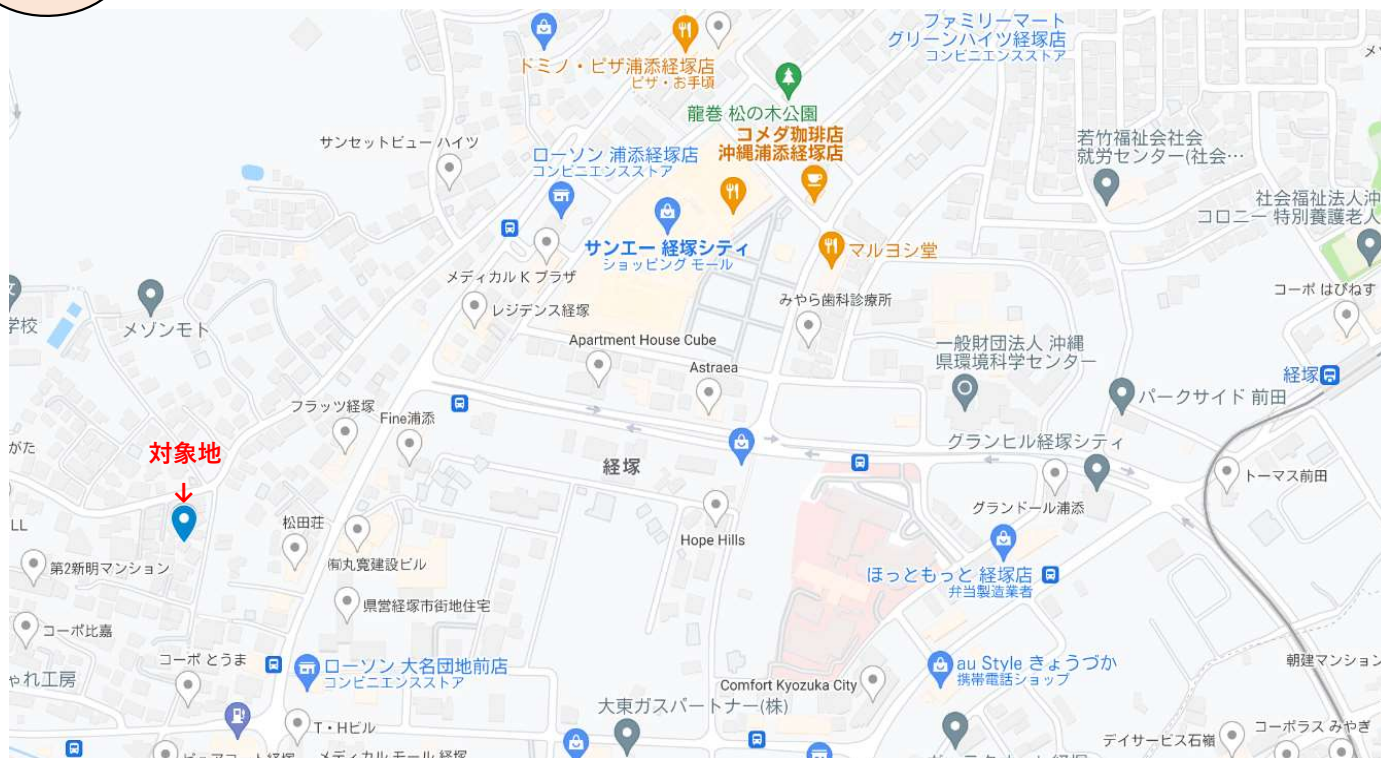 ファミリーマート
グリーンハイツ経塚店
コンビニエンスストア
ドミノ・ピザ浦添経塚店
ピザ・お手頃
龍巻 松の木公園
コメダ珈琲店
沖縄浦添経塚店
サンセットビュー ハイツ
ローソン 浦添経塚店
コンビニエンスストア
若竹福祉会社会
就労センター(社会…
社会福祉法人沖
コロニー 特別養護老人
サンエー 経塚シティ
ショッピング モール
マルヨシ堂
メディカル K プラザ
コーポ はぴねす
学校
メゾンモト
レジデンス経塚
みやら歯科診療所
Apartment House Cube
一般財団法人 沖縄
県環境科学センター
Astraea
経塚
パークサイド 前田
フラッツ経塚
Fine浦添
がた
対象地
↓
経塚
グランヒル経塚シティ
トーマス前田
LL
松田荘
グランドール浦添
Hope Hills
第2新明マンション
㈲丸寛建設ビル
ほっともっと 経塚店
弁当製造業者
県営経塚市街地住宅
コーポ比嘉
コーポ とうま
ローソン 大名団地前店
コンビニエンスストア
au Style きょうづか
携帯電話ショップ
朝建マンション
ゃれ工房
Comfort Kyozuka City
大東ガスパートナー(株)
T・Hビル
デイサービス石嶺
コーポラス みやぎ
メディカル モール 経塚